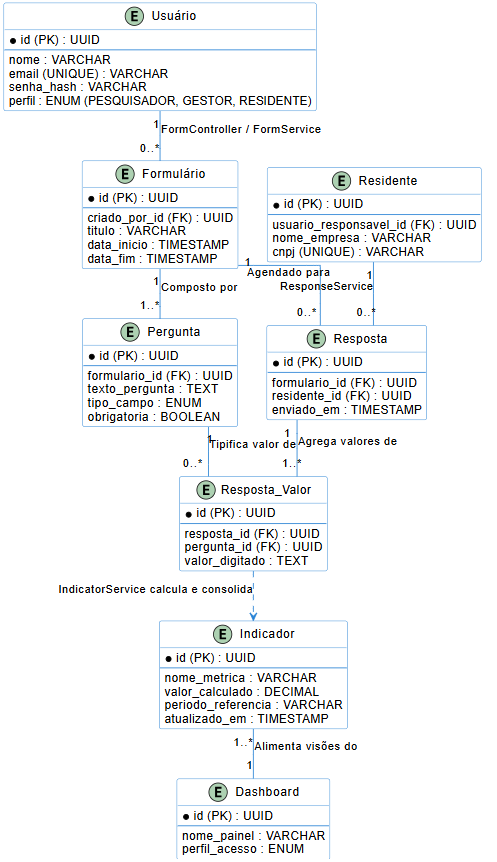 E Usuário
id (PK) : UUID
nome : VARCHAR
email (UNIQUE) : VARCHAR
senha_hash : VARCHAR
perfil : ENUM (PESQUISADOR, GESTOR, RESIDENTE)
1
FormController / FormService
0..*
E Formulário
id (PK) : UUID
criado_por_id (FK) : UUID
titulo : VARCHAR
data_inicio : TIMESTAMP
data_fim : TIMESTAMP
E Residente
id (PK) : UUID
usuario_responsavel_id (FK) : UUID
nome_empresa : VARCHAR
cnpj (UNIQUE) : VARCHAR
1
Composto por
1..*
1
Agendado para
0..*
1
ResponseService
0..*
E Pergunta
id (PK) : UUID
formulario_id (FK) : UUID
texto_pergunta : TEXT
tipo_campo : ENUM
obrigatoria : BOOLEAN
E Resposta
id (PK) : UUID
formulario_id (FK) : UUID
residente_id (FK) : UUID
enviado_em : TIMESTAMP
1
Tipifica valor de
0..*
1
Agrega valores de
1..*
E Resposta_Valor
id (PK) : UUID
resposta_id (FK) : UUID
pergunta_id (FK) : UUID
valor_digitado : TEXT
IndicatorService calcula e consolida
E Indicador
id (PK) : UUID
nome_metrica : VARCHAR
valor_calculado : DECIMAL
periodo_referencia : VARCHAR
atualizado_em : TIMESTAMP
1..*
Alimenta visões do
1
E Dashboard
id (PK) : UUID
nome_painel : VARCHAR
perfil_acesso : ENUM